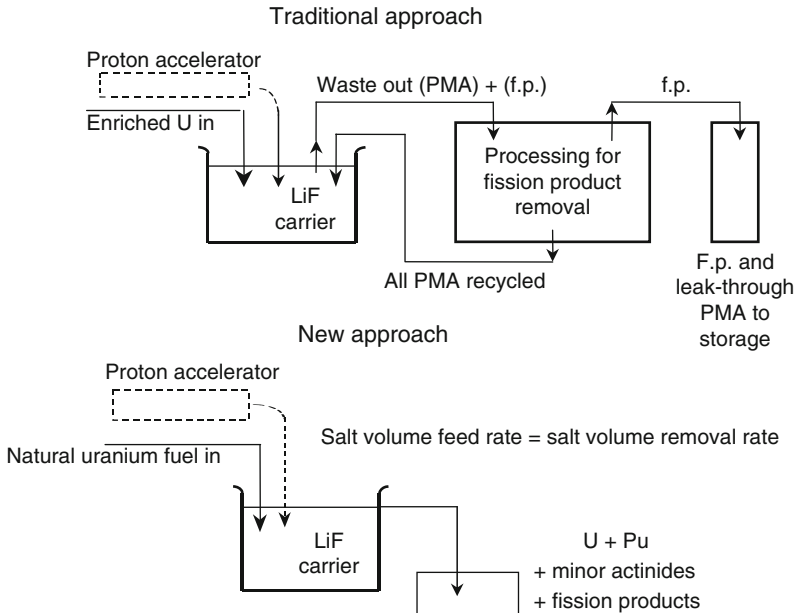 Traditional approach
Proton accelerator
Waste out (PMA) + (f.p.)
f.p.
Enriched U in
LiF
carrier
Processing for
fission product
removal
All PMA recycled
F.p. and
leak-through
PMA to
storage
New approach
Proton accelerator
Salt volume feed rate = salt volume removal rate
Natural uranium fuel in
LiF
carrier
U + Pu
+ minor actinides
+ fission products